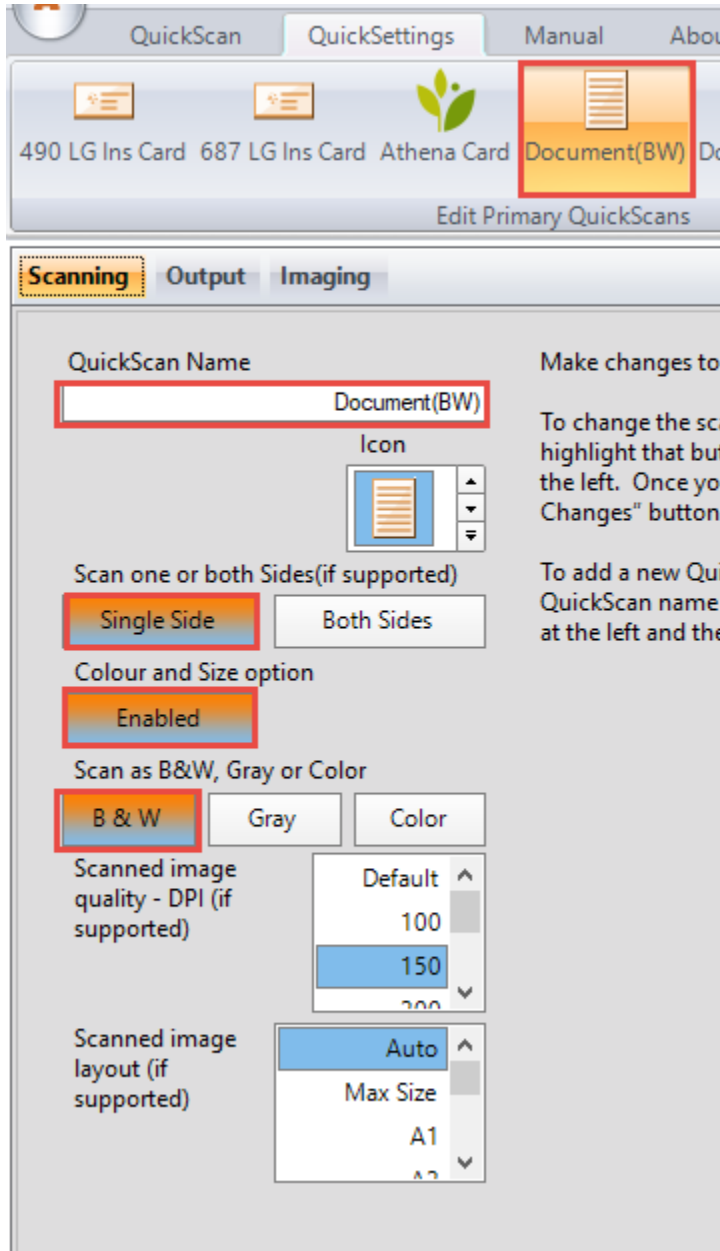 QuickScan QuickSettings Manual
490 LG Ins Card 687 LG Ins Card Athena Card Document(BW)
Edit Primary QuickScans
Scanning Output Imaging
QuickScan Name
Document(BW)
Icon
Scan one or both Sides(if supported)
Single Side Both Sides
Colour and Size option
Enabled
Scan as B&W, Gray or Color
B & W Gray Color
Scanned image
quality - DPI (if
supported)
Default
100
150
Scanned image
layout (if
supported)
Auto
Max Size
A1
Make changes to
To change the
highlight that
the left. Once
Changes" button
To add a new
QuickScan name
at the left and